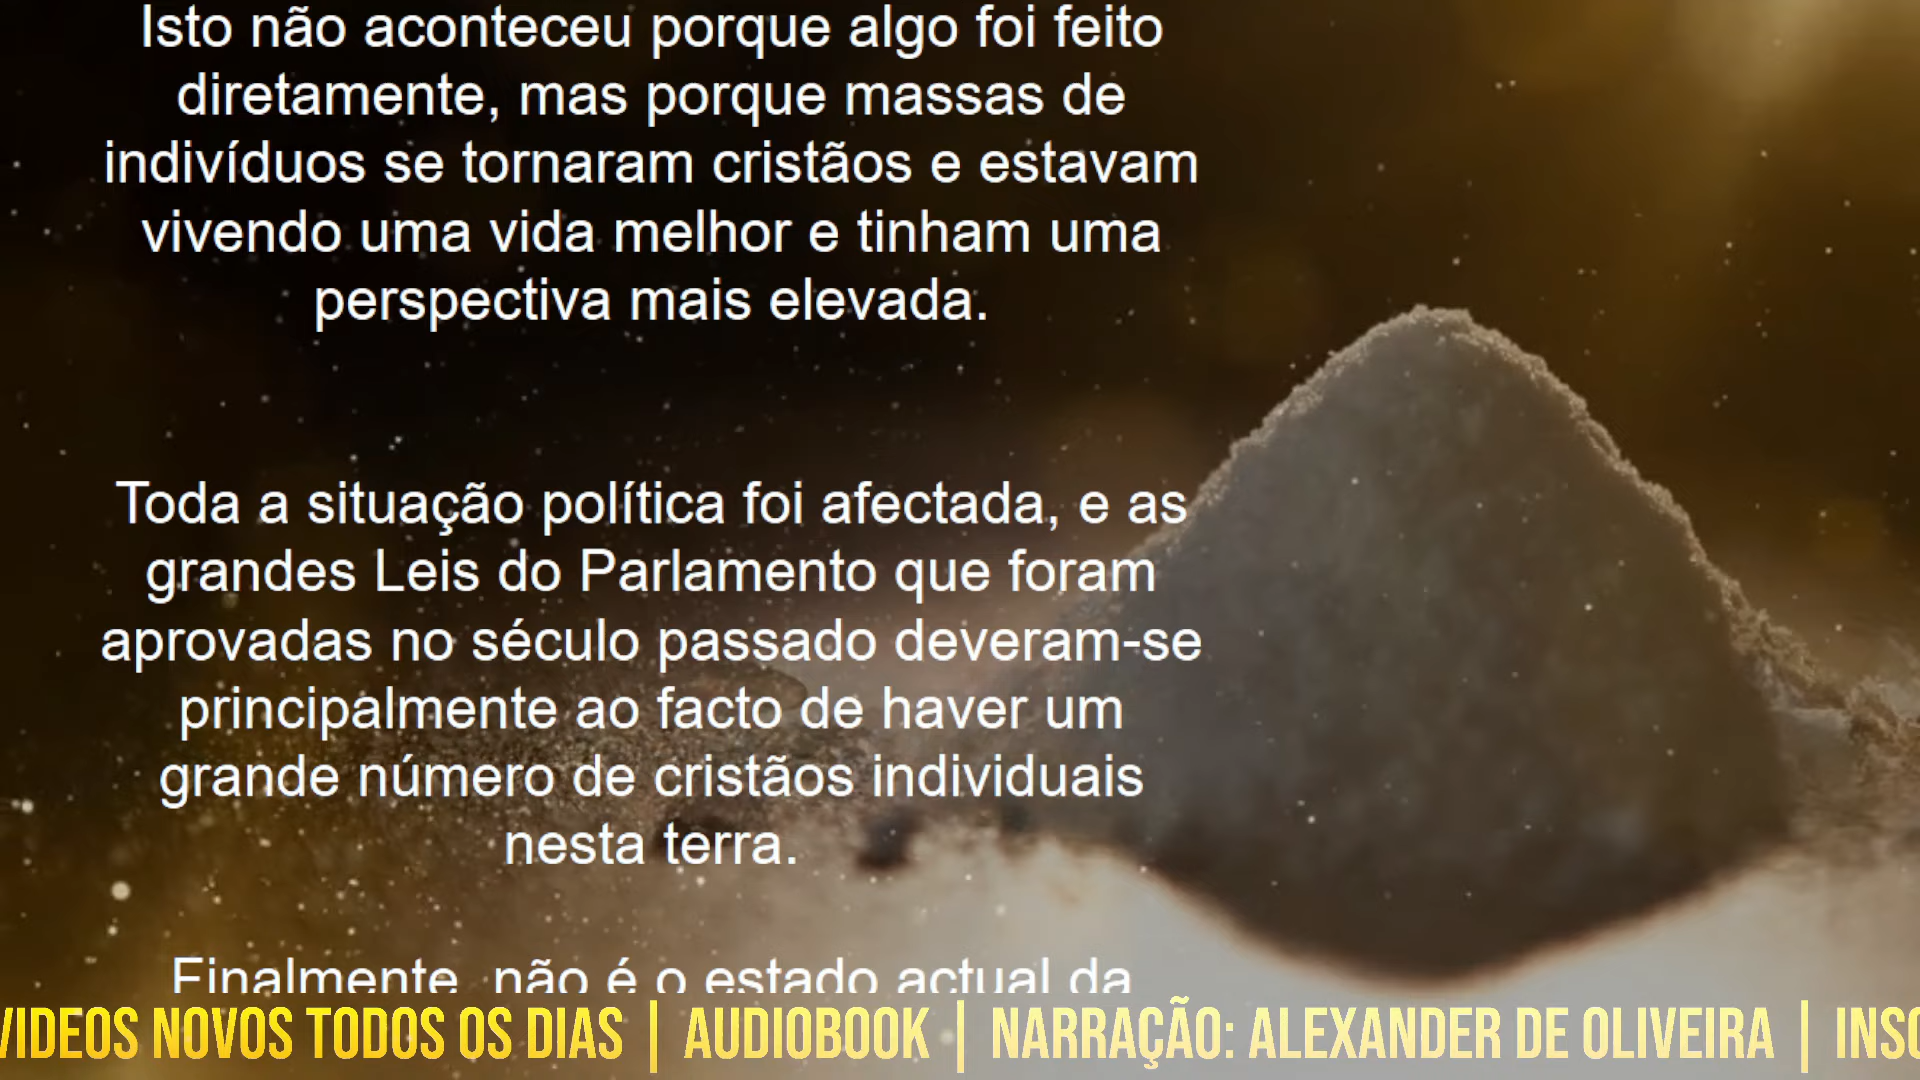 Isto não aconteceu porque algo foi feito
diretamente, mas porque massas de
indivíduos se tornaram cristãos e estavam
vivendo uma vida melhor e tinham uma
perspectiva mais elevada.
Toda a situação política foi afectada, e as
grandes Leis do Parlamento que foram
aprovadas no século passado deveram-se
principalmente ao facto de haver um
grande número de cristãos individuais
nesta terra.
Finalmente, não é o estado actual da
VIDEOS NOVOS TODOS OS DIAS | AUDIOBOOK | NARRAÇÃO: ALEXANDER DE OLIVEIRA |